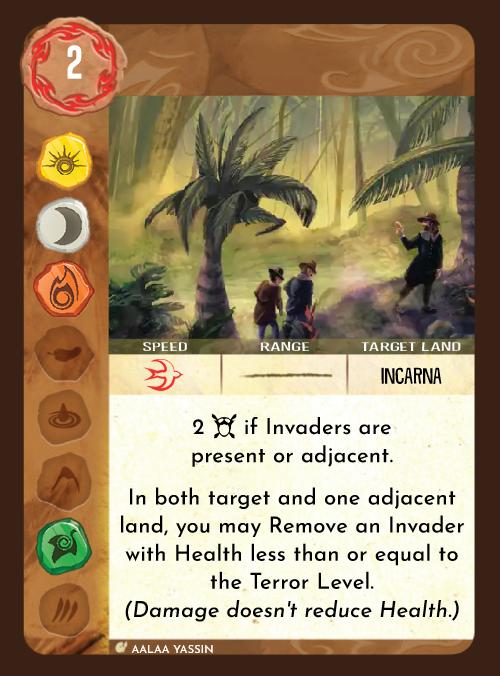 2
SPEED RANGE TARGET LAND
INCARNA
2 if Invaders are
present or adjacent.
In both target and one adjacent
land, you may Remove an Invader
with Health less than or equal to
the Terror Level.
(Damage doesn't reduce Health.)
AALAA YASSIN